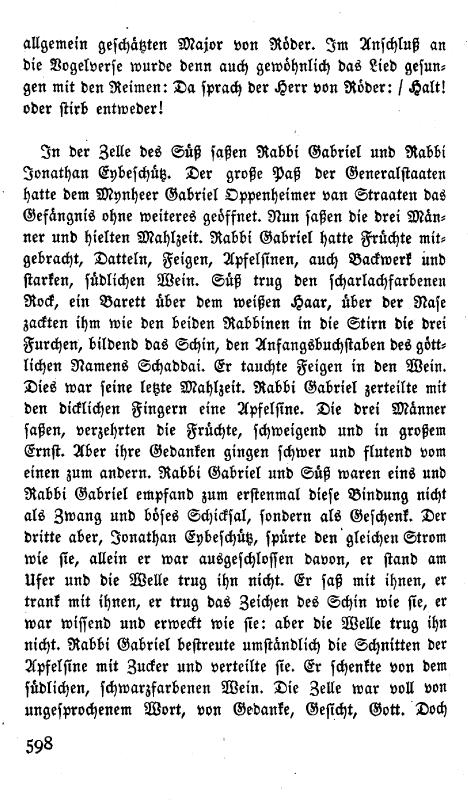 allgemein geschätzten Major von Röder. Im Anschluß an
die Vogelverse wurde denn auch gewöhnlich das Lied gesun-
gen mit den Reimen: Da sprach der Herr von Röder: / Halt!
oder stirb entweder!
In der Zelle des Süß saßen Rabbi Gabriel und Rabbi
Jonathan Eybeschütz. Der große Paß der Generalstaaten
hatte dem Mynheer Gabriel Oppenheimer van Straaten das
Gefängnis ohne weiteres geöffnet. Nun saßen die drei Män-
ner und hielten Mahlzeit. Rabbi Gabriel hatte Früchte mit-
gebracht, Datteln, Feigen, Apfelsinen, auch Backwerk und
starken, südlichen Wein. Süß trug den scharlachfarbenen
Rock, ein Barett über dem weißen Haar, über der Nase
zackten ihm wie den beiden Rabbinen in die Stirn die drei
Furchen, bildend das Schin, den Anfangsbuchstaben des gött-
lichen Namens Schaddai. Er tauchte Feigen in den Wein.
Dies war seine letzte Mahlzeit. Rabbi Gabriel zerteilte mit
den dicklichen Fingern eine Apfelsine. Die drei Männer
saßen, verzehrten die Früchte, schweigend und in großem
Ernst. Aber ihre Gedanken gingen schwer und flutend vom
einen zum andern. Rabbi Gabriel und Süß waren eins und
Rabbi Gabriel empfand zum erstenmal diese Bindung nicht
als Zwang und böses Schicksal, sondern als Geschenk. Der
dritte aber, Jonathan Eybeschütz, spürte den gleichen Strom
wie sie, allein er war ausgeschlossen davon, er stand am
Ufer und die Welle trug ihn nicht. Er saß mit ihnen, er
trank mit ihnen, er trug das Zeichen des Schin wie sie, er
war wissend und erweckt wie sie: aber die Welle trug ihn
nicht. Rabbi Gabriel bestreute umständlich die Schnitten der
Apfelsine mit Zucker und verteilte sie. Er schenkte von dem
südlichen, schwarzfarbenen Wein. Die Zelle war voll von
ungesprochenem Wort, von Gedanke, Gesicht, Gott. Doch
598